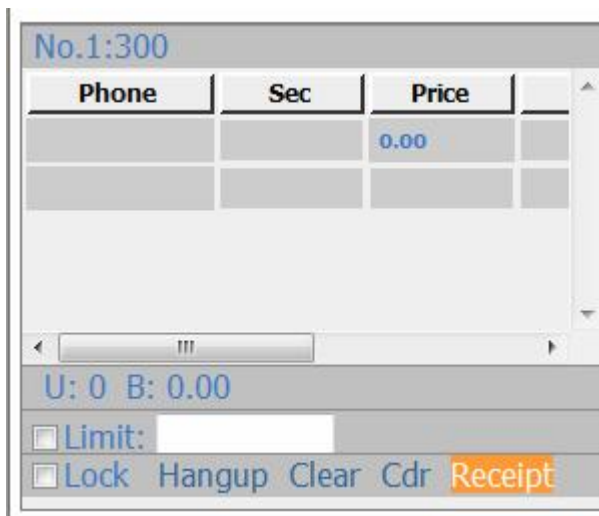 No.1:300
Phone Sec Price
0.00
U: 0 B: 0.00
Limit:
Lock Hangup Clear Cdr Receipt